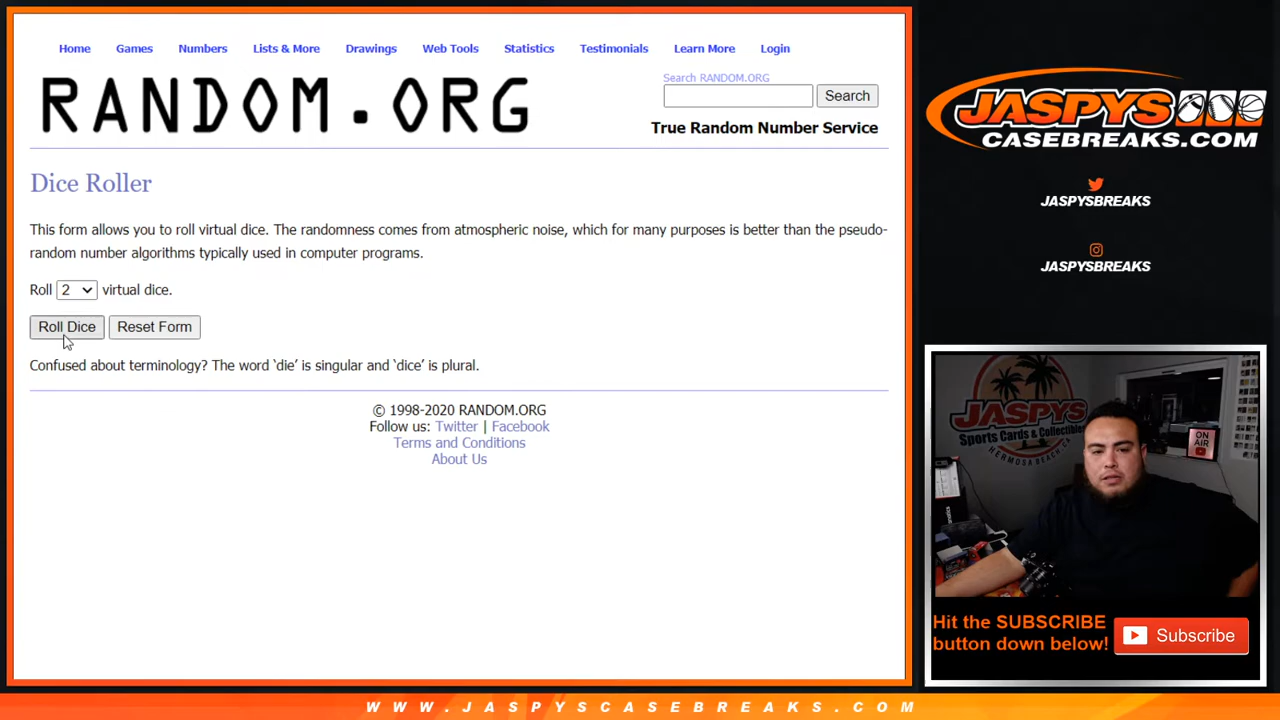 Home Games Numbers Lists & More Drawings Web Tools Statistics Testimonials Learn More Login
RANDOM.ORG
Search RANDOM.ORG
Search
True Random Number Service
Dice Roller
This form allows you to roll virtual dice. The randomness comes from atmospheric noise, which for many purposes is better than the pseudo-
random number algorithms typically used in computer programs.
Roll 2 virtual dice.
Roll Dice Reset Form
Confused about terminology? The word ‘die’ is singular and ‘dice’ is plural.
© 1998-2020 RANDOM.ORG
Follow us: Twitter | Facebook
Terms and Conditions
About Us
JASPYS
CASEBREAKS.COM
JASPYSBREAKS
JASPYSBREAKS
JASPYS
Sports Cards & Collectibles
HERMOSA BEACH, CA
ON
AIR
Hit the SUBSCRIBE
button down below!
Subscribe
WWW.JASPYSCASEBREAKS.COM